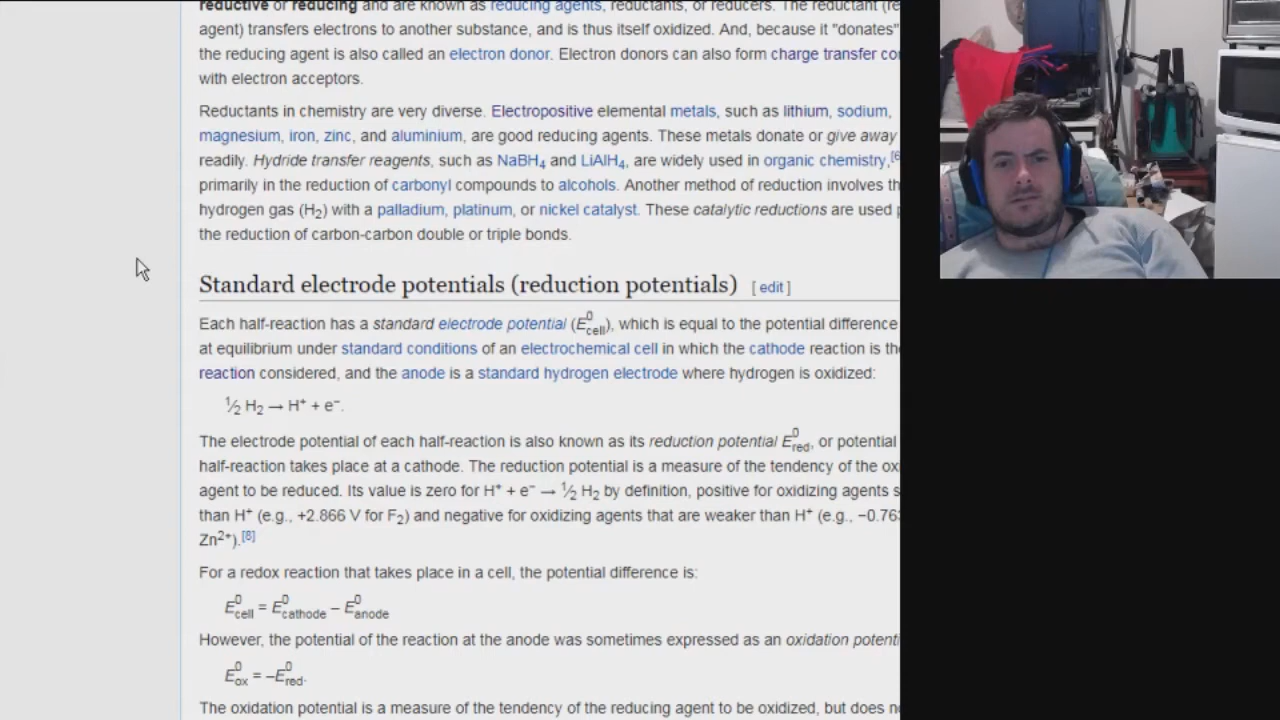 reductive or reducing and are known as reducing agents, reductants, or reducers. The reductant
agent) transfers electrons to another substance, and is thus itself oxidized. And, because it "donates"
the reducing agent is also called an electron donor. Electron donors can also form charge transfer
with electron acceptors.
Reductants in chemistry are very diverse. Electropositive elemental metals, such as lithium, sodium,
magnesium, iron, zinc, and aluminium, are good reducing agents. These metals donate or give away
readily. Hydride transfer reagents, such as NaBH₄ and LiAlH₄, are widely used in organic chemistry,[6
primarily in the reduction of carbonyl compounds to alcohols. Another method of reduction involves
hydrogen gas (H₂) with a palladium, platinum, or nickel catalyst. These catalytic reductions are used
the reduction of carbon-carbon double or triple bonds.
Standard electrode potentials (reduction potentials) [ edit ]
Each half-reaction has a standard electrode potential (E⁰cell), which is equal to the potential difference
at equilibrium under standard conditions of an electrochemical cell in which the cathode reaction is
reaction considered, and the anode is a standard hydrogen electrode where hydrogen is oxidized:
½ H₂ → H⁺ + e⁻.
The electrode potential of each half-reaction is also known as its reduction potential E⁰red, or potential
half-reaction takes place at a cathode. The reduction potential is a measure of the tendency of the
agent to be reduced. Its value is zero for H⁺ + e⁻ → ½ H₂ by definition, positive for oxidizing agents
than H⁺ (e.g., +2.866 V for F₂) and negative for oxidizing agents that are weaker than H⁺ (e.g., −0.763
Zn²⁺).[8]
For a redox reaction that takes place in a cell, the potential difference is:
E⁰cell = E⁰cathode – E⁰anode
However, the potential of the reaction at the anode was sometimes expressed as an oxidation
E⁰ox = –E⁰red.
The oxidation potential is a measure of the tendency of the reducing agent to be oxidized, but does